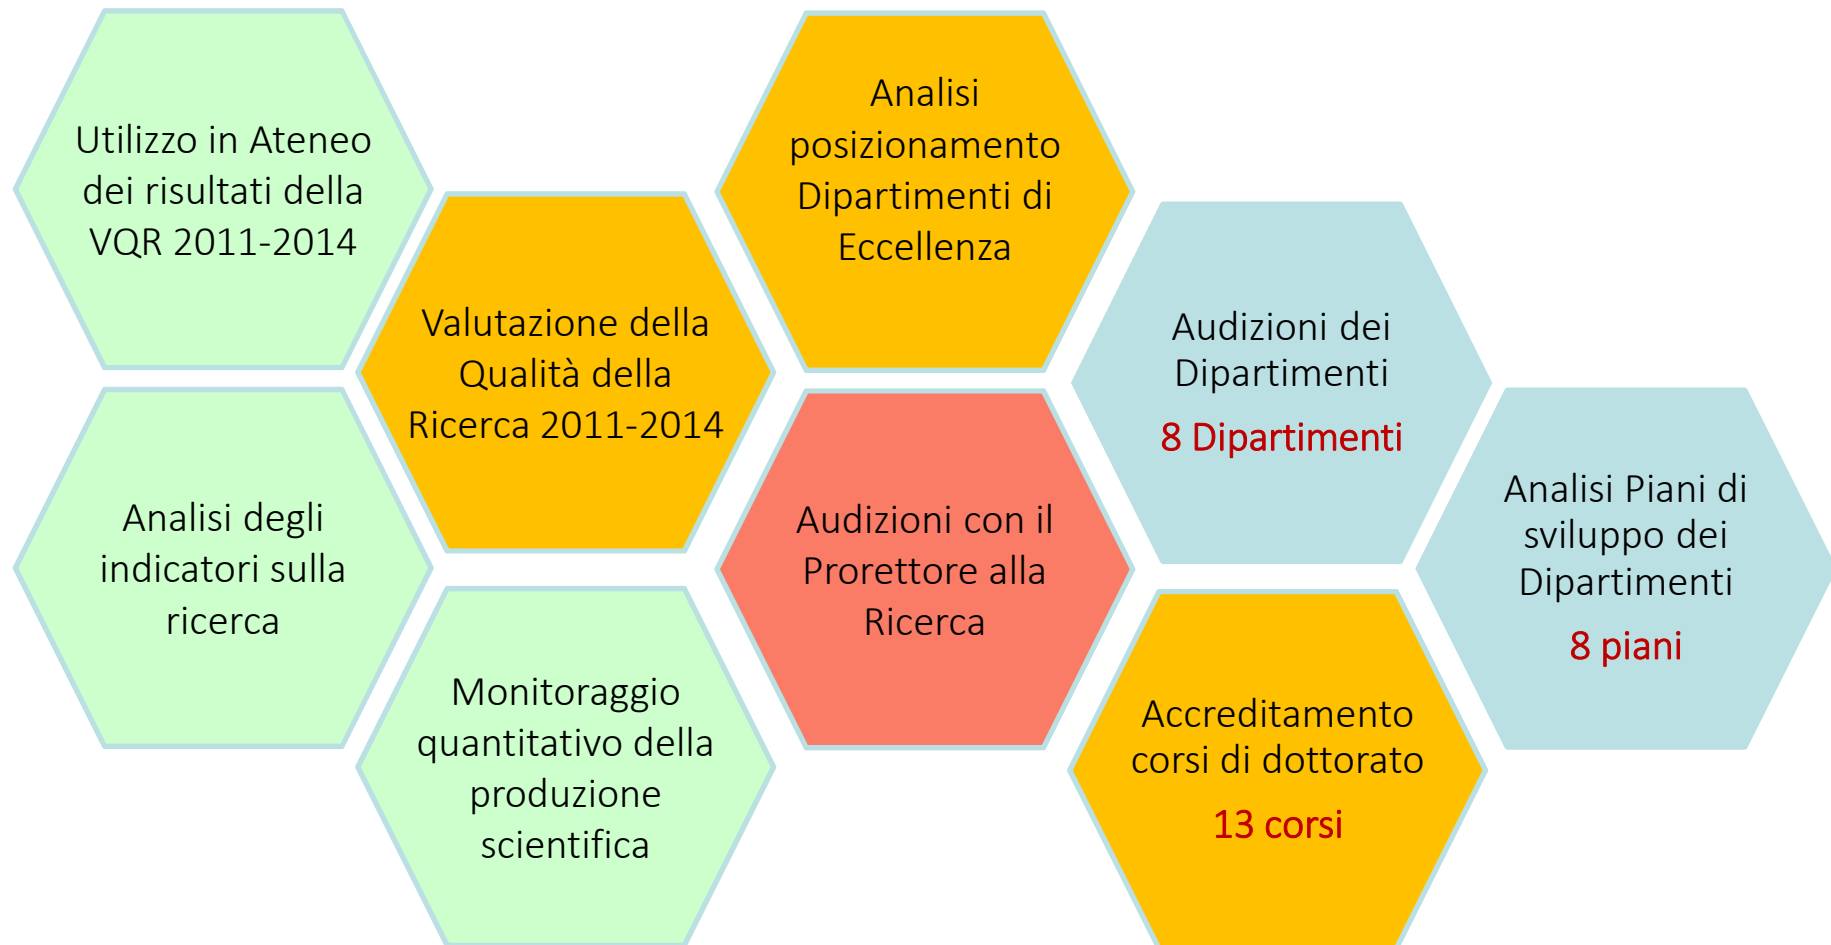 Utilizzo in Ateneo
dei risultati della
VQR 2011-2014
Analisi degli
indicatori sulla
ricerca
Valutazione della
Qualità della
Ricerca 2011-2014
Monitoraggio
quantitativo della
produzione
scientifica
Analisi
posizionamento
Dipartimenti di
Eccellenza
Audizioni con il
Prorettore alla
Ricerca
Audizioni dei
Dipartimenti
8 Dipartimenti
Accreditamento
corsi di dottorato
13 corsi
Analisi Piani di
sviluppo dei
Dipartimenti
8 piani